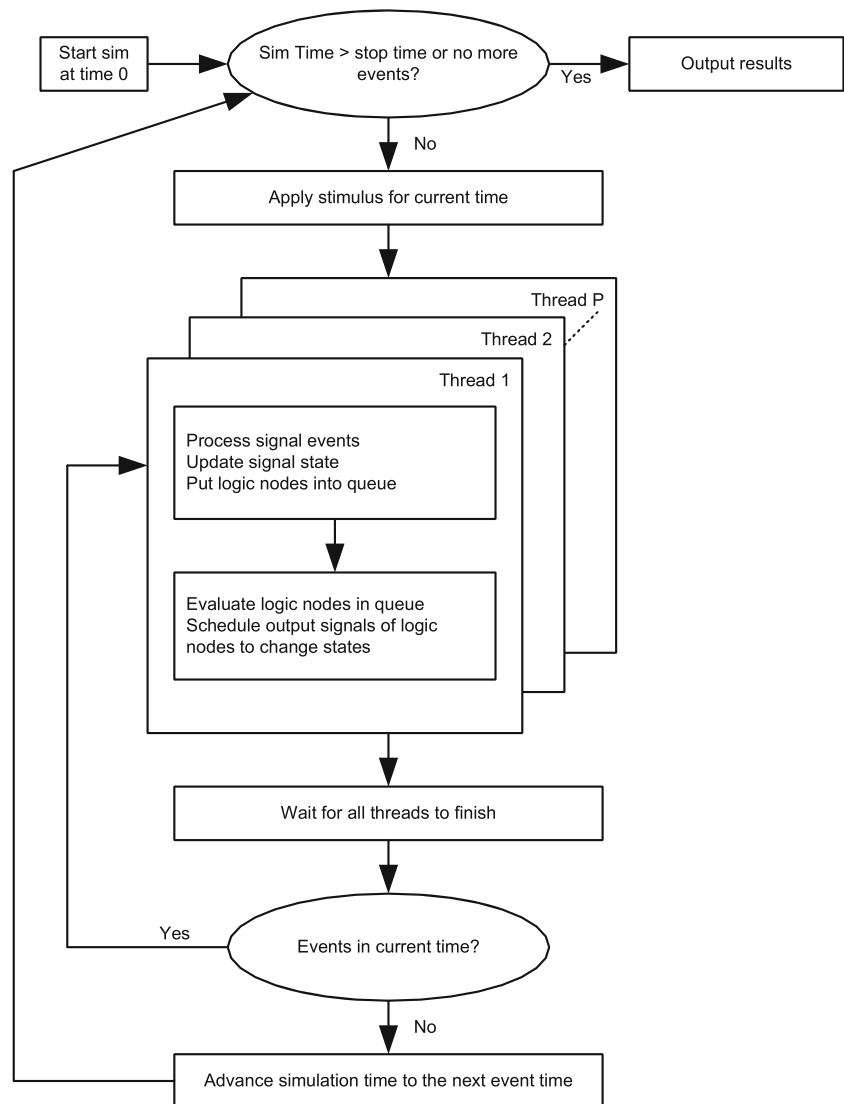 Start sim
at time 0
Sim Time > stop time or no more
events?
Yes
Output results
No
Apply stimulus for current time
Thread P
Thread 2
Thread 1
Process signal events
Update signal state
Put logic nodes into queue
Evaluate logic nodes in queue
Schedule output signals of logic
nodes to change states
Wait for all threads to finish
Yes
Events in current time?
No
Advance simulation time to the next event time